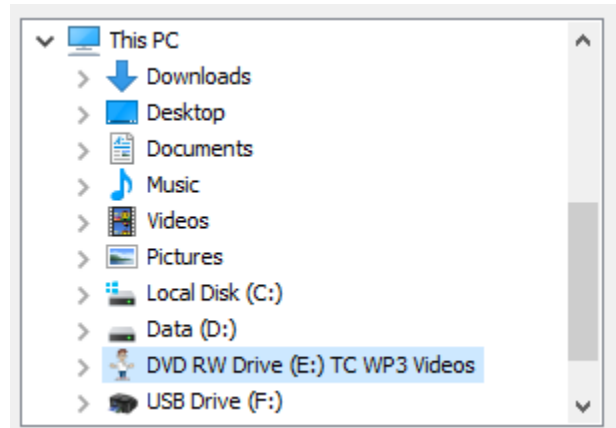 This PC
Downloads
Desktop
Documents
Music
Videos
Pictures
Local Disk (C:)
Data (D:)
DVD RW Drive (E:) TC WP3 Videos
USB Drive (F:)